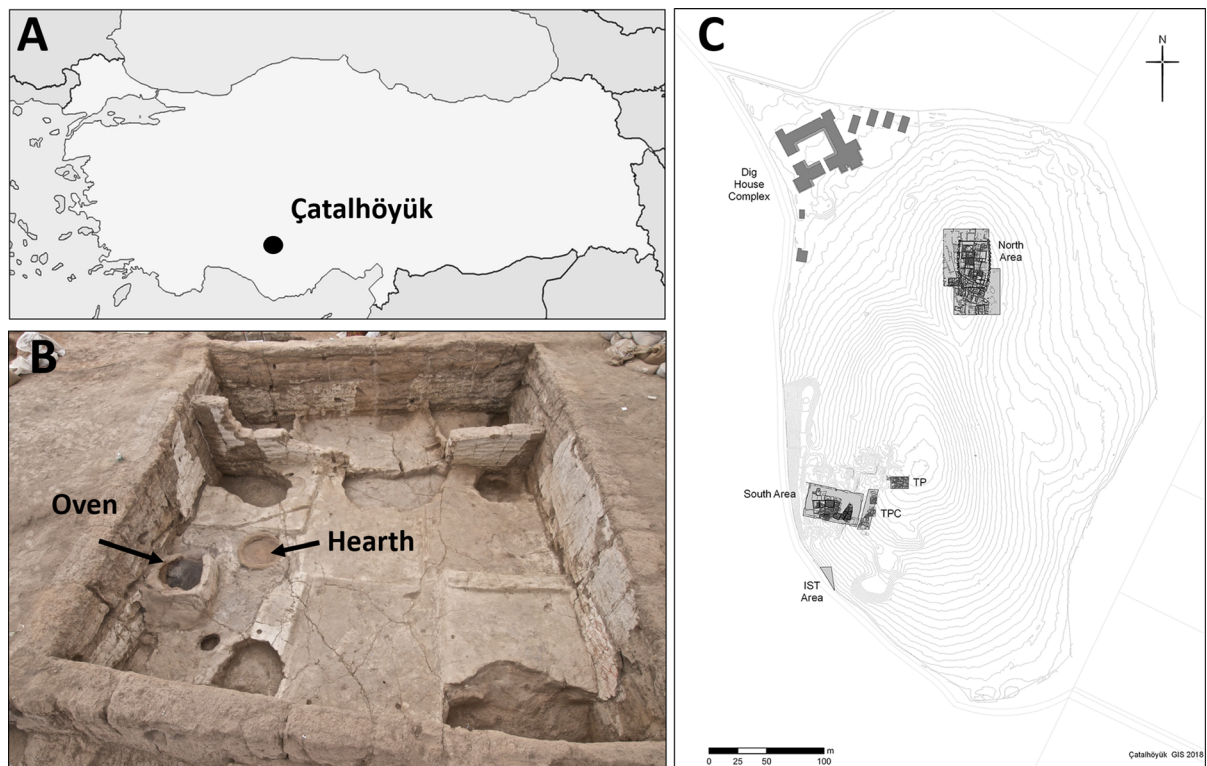 A
Çatalhöyük
B
Oven
Hearth
C
N
Dig
House
Complex
North
Area
TP
South Area
TPC
IST
Area
m
0 25 50 100
Çatalhöyük GIS 2018